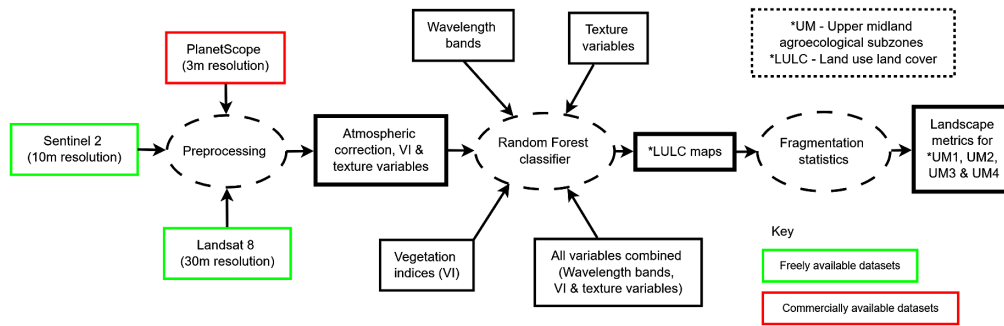 PlanetScope
(3m resolution)
Wavelength
bands
Texture
variables
*UM - Upper midland
agroecological subzones
*LULC - Land use land cover
Sentinel 2
(10m resolution)
Preprocessing
Atmospheric
correction, VI &
texture variables
Random Forest
classifier
*LULC maps
Fragmentation
statistics
Landscape
metrics for
*UM1, UM2,
UM3 & UM4
Landsat 8
(30m resolution)
Vegetation
indices (VI)
All variables combined
(Wavelength bands,
VI & texture variables)
Key
Freely available datasets
Commercially available datasets